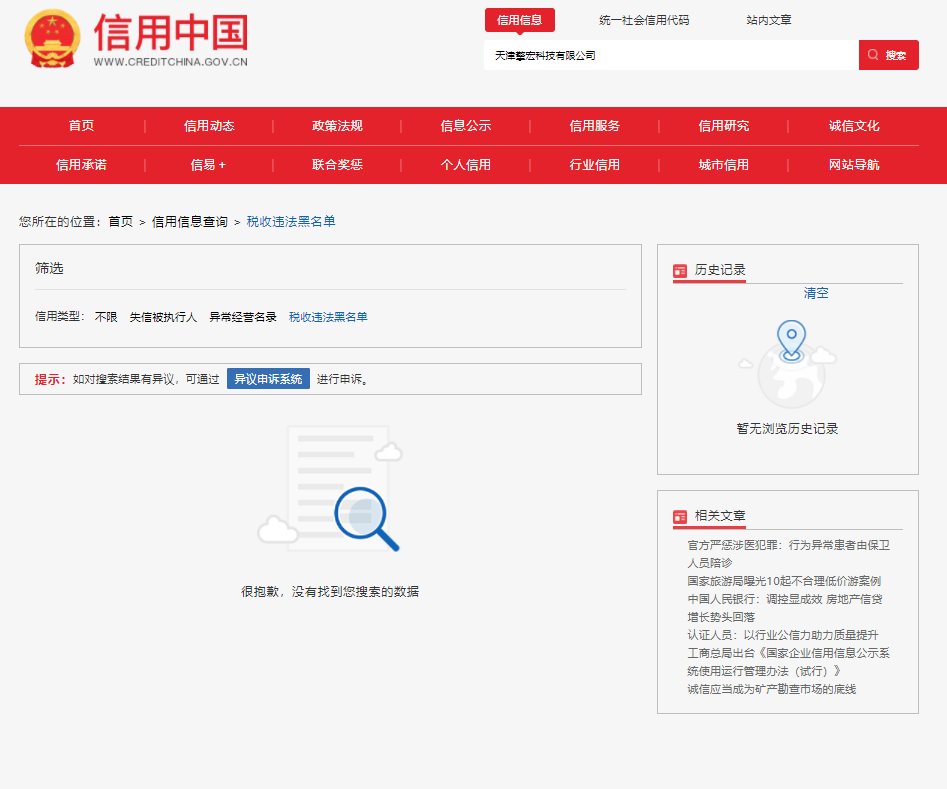 信用中国
WWW.CREDITCHINA.GOV.CN
信用信息 统一社会信用代码 站内文章
天津擎宏科技有限公司 搜索
首页 信用动态 政策法规 信息公示 信用服务 信用研究 诚信文化
信用承诺 信易+ 联合奖惩 个人信用 行业信用 城市信用 网站导航
您所在的位置：首页 > 信用信息查询 > 税收违法黑名单
筛选
信用类型： 不限 失信被执行人 异常经营名录 税收违法黑名单
提示：如对搜索结果有异议，可通过 异议申诉系统 进行申诉。
很抱歉，没有找到您搜索的数据
历史记录
清空
暂无浏览历史记录
相关文章
官方严惩涉医犯罪：行为异常患者由保卫
人员陪诊
国家旅游局曝光10起不合理低价游案例
中国人民银行：调控显成效 房地产信贷
增长势头回落
认证人员：以行业公信力助力质量提升
工商总局出台《国家企业信用信息公示系
统使用运行管理办法（试行）》
诚信应当成为矿产勘查市场的底线